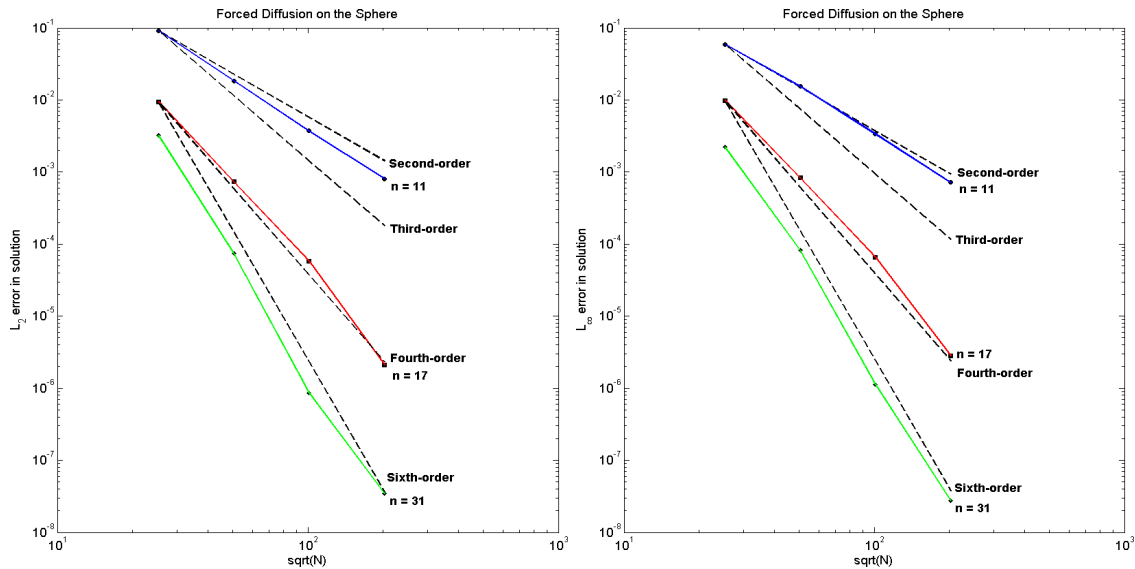 Forced Diffusion on the Sphere
L2 error in solution
10^-1
10^-2
10^-3
10^-4
10^-5
10^-6
10^-7
10^-8
Second-order
n = 11
Third-order
Fourth-order
n = 17
Sixth-order
n = 31
10^1
10^2
10^3
sqrt(N)
Forced Diffusion on the Sphere
L∞ error in solution
10^-1
10^-2
10^-3
10^-4
10^-5
10^-6
10^-7
10^-8
Second-order
n = 11
Third-order
n = 17
Fourth-order
Sixth-order
n = 31
10^1
10^2
10^3
sqrt(N)